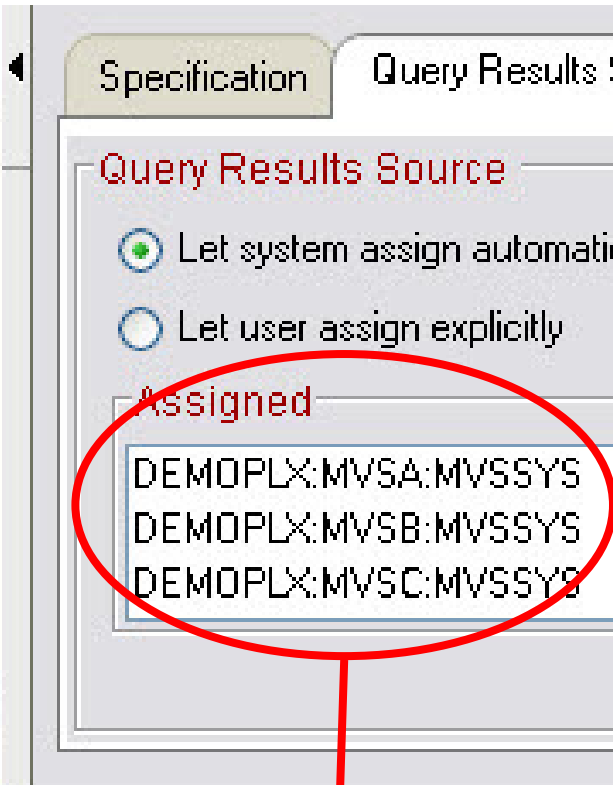 Specification
Query Results
Query Results Source
Let system assign
Let user assign explicitly
Assigned
DEMOPLX:MVSA:MVSSYS
DEMOPLX:MVSB:MVSSYS
DEMOPLX:MVSC:MVSSYS